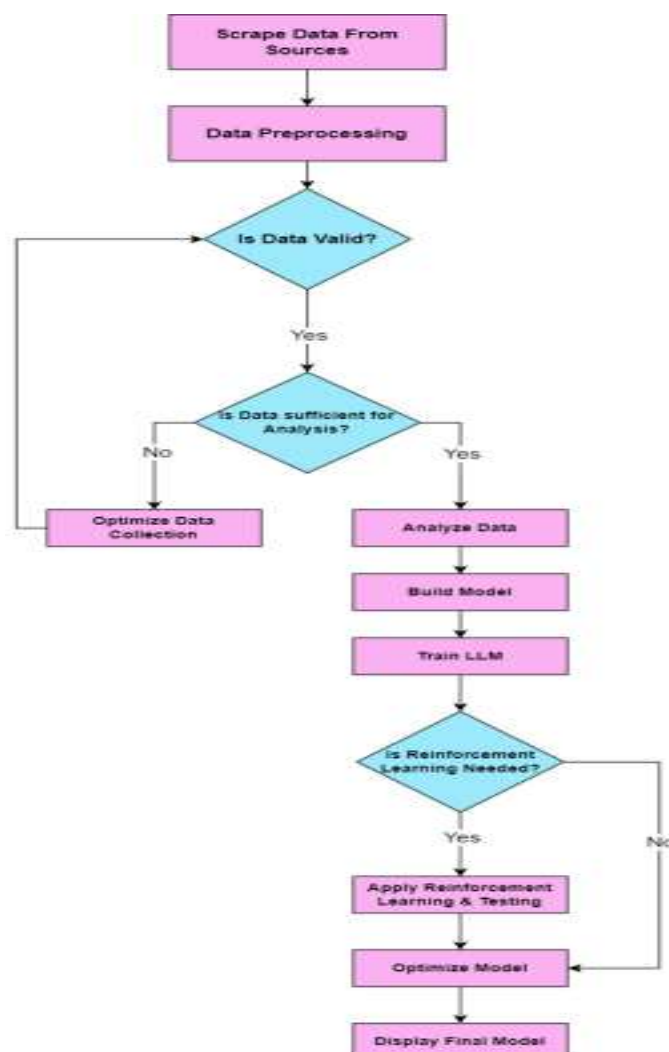 Scrape Data From
Sources
Data Preprocessing
Is Data Valid?
Yes
Is Data sufficient for
Analysis?
No
Yes
Optimize Data
Collection
Analyze Data
Build Model
Train LLM
Is Reinforcement
Learning Needed?
Yes
No
Apply Reinforcement
Learning & Testing
Optimize Model
Display Final Model